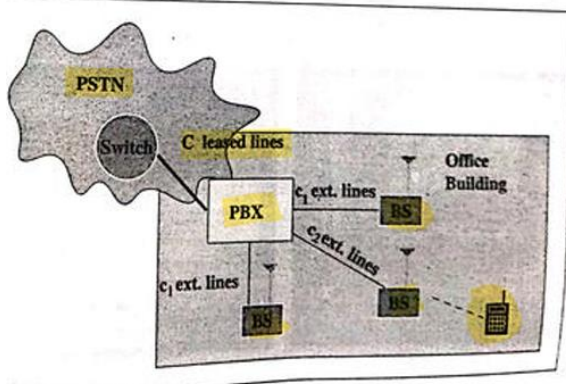 PSTN
Switch
C leased lines
Office
Building
PBX
c₁ ext. lines
BS
c₂ ext. lines
BS
c₁ ext. lines
BS